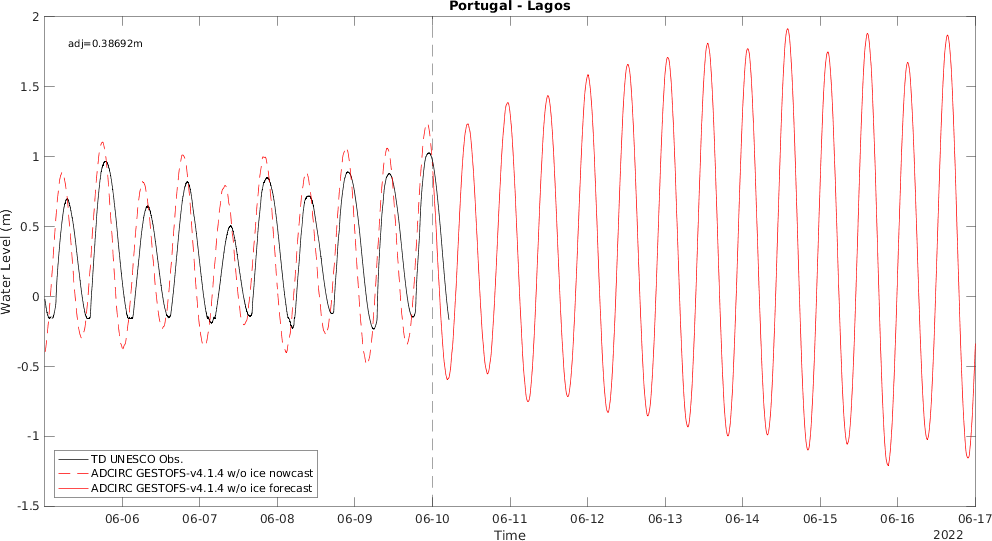 Portugal - Lagos
adj=0.38692m
Water Level (m)
2
1.5
1
0.5
0
-0.5
-1
-1.5
TD UNESCO Obs.
ADCIRC GESTOFS-v4.1.4 w/o ice nowcast
ADCIRC GESTOFS-v4.1.4 w/o ice forecast
06-06 06-07 06-08 06-09 06-10 06-11 06-12 06-13 06-14 06-15 06-16 06-17
Time
2022